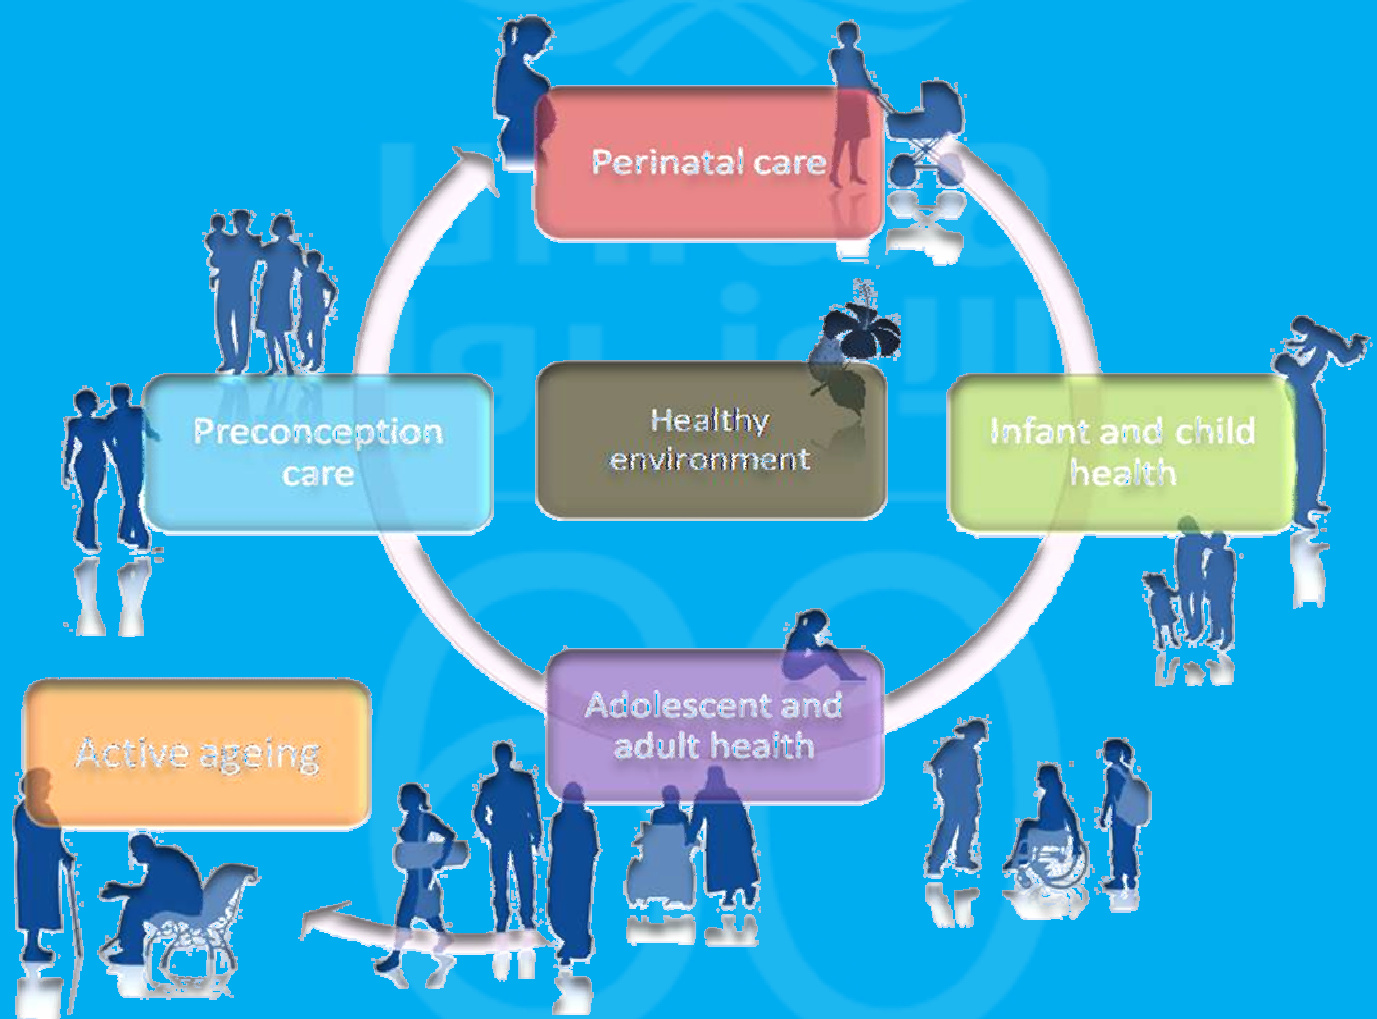 Perinatal care
Healthy
environment
Preconception
care
Infant and child
health
Adolescent and
adult health
Active ageing